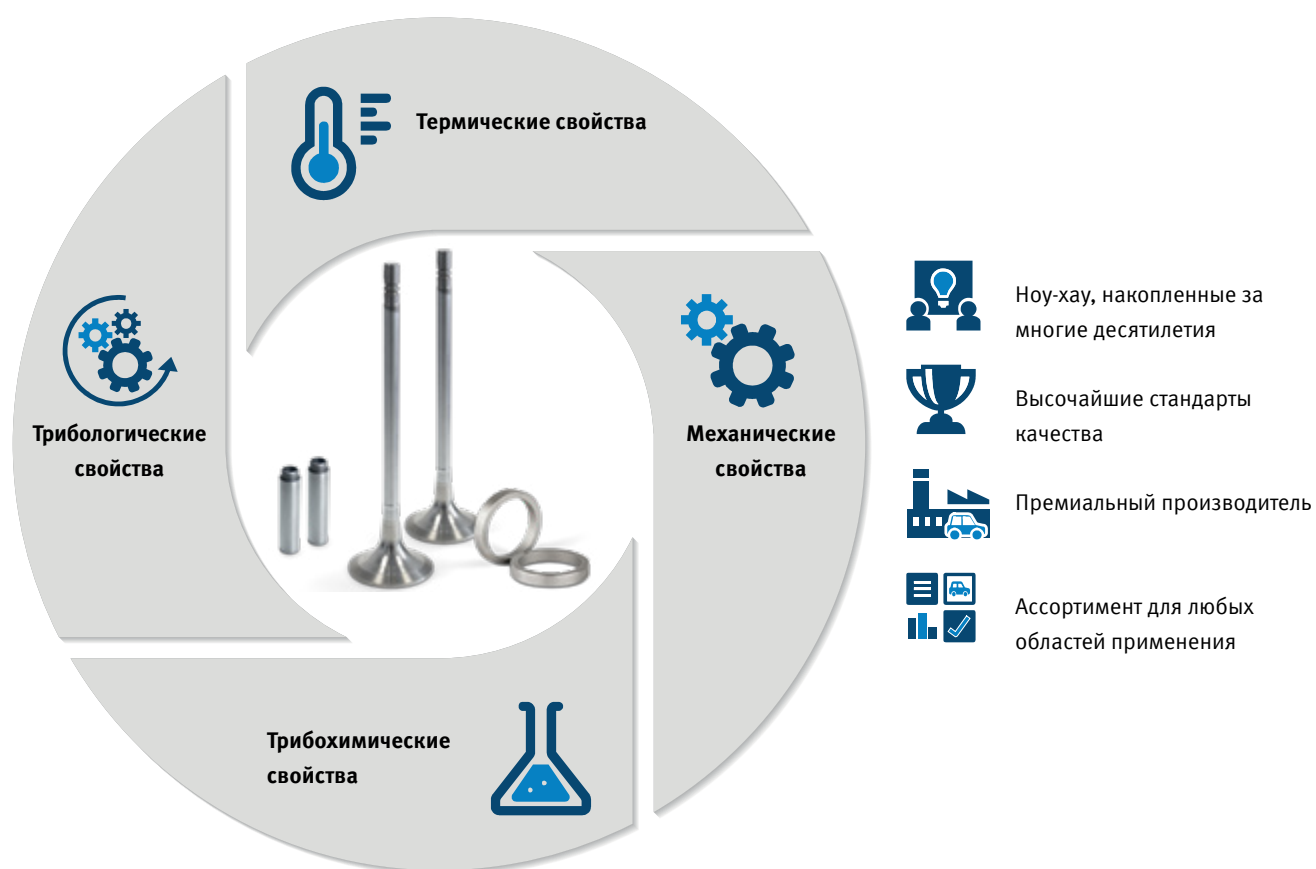 Термические свойства
Трибологические
свойства
Механические
свойства
Трибохимические
свойства
Ноу-хау, накопленные за
многие десятилетия
Высочайшие стандарты
качества
Премиальный производитель
Ассортимент для любых
областей применения